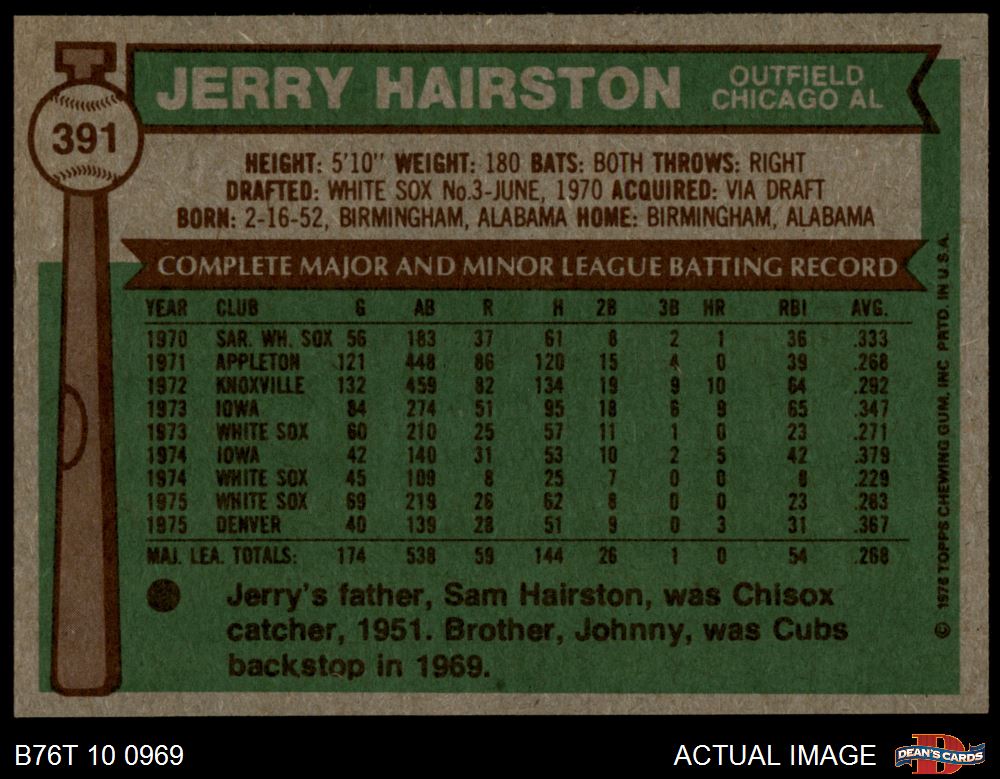 JERRY HAIRSTON
OUTFIELD
CHICAGO AL
391
HEIGHT: 5'10" WEIGHT: 180 BATS: BOTH THROWS: RIGHT
DRAFTED: WHITE SOX No.3-JUNE, 1970 ACQUIRED: VIA DRAFT
BORN: 2-16-52, BIRMINGHAM, ALABAMA HOME: BIRMINGHAM, ALABAMA
COMPLETE MAJOR AND MINOR LEAGUE BATTING RECORD
YEAR CLUB G AB R H 2B 3B HR RBI AVG.
1970 SAR. WH. SOX 56 183 37 61 8 2 1 36 .333
1971 APPLETON 121 448 86 120 15 4 0 39 .268
1972 KNOXVILLE 132 459 82 134 19 9 10 64 .292
1973 IOWA 84 274 51 95 18 6 9 65 .347
1973 WHITE SOX 60 210 25 57 11 1 0 23 .271
1974 IOWA 42 140 31 53 10 2 5 42 .379
1974 WHITE SOX 45 109 8 25 7 0 0 8 .229
1975 WHITE SOX 69 219 26 62 8 0 0 23 .283
1975 DENVER 40 139 28 51 9 0 3 31 .367
MAJ. LEA. TOTALS: 174 538 59 144 26 1 0 54 .268
Jerry's father, Sam Hairston, was Chisox
catcher, 1951. Brother, Johnny, was Cubs
backstop in 1969.
© 1976 TOPPS CHEWING GUM, INC PRTD. IN U.S.A.
B76T 10 0969
ACTUAL IMAGE
DEAN'S CARDS